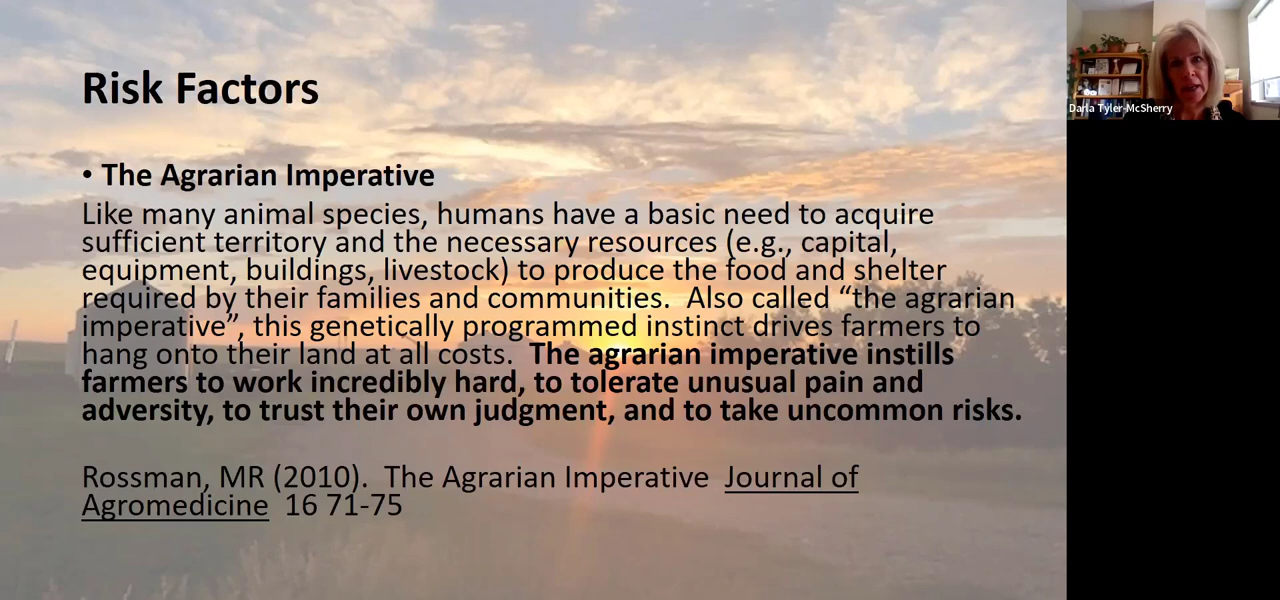 Risk Factors
• The Agrarian Imperative
Like many animal species, humans have a basic need to acquire
sufficient territory and the necessary resources (e.g., capital,
equipment, buildings, livestock) to produce the food and shelter
required by their families and communities.  Also called “the agrarian
imperative”, this genetically programmed instinct drives farmers to
hang onto their land at all costs.  The agrarian imperative instills
farmers to work incredibly hard, to tolerate unusual pain and
adversity, to trust their own judgment, and to take uncommon risks.
Rossman, MR (2010).  The Agrarian Imperative  Journal of
Agromedicine  16 71-75
Darla Tyler-McSherry